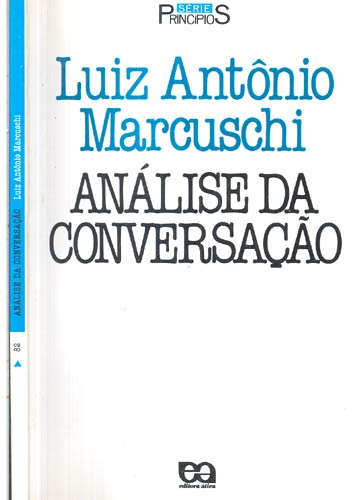 SÉRIE
PRINCÍPIOS
Luiz Antônio
Marcuschi
ANÁLISE DA
CONVERSAÇÃO
editora ática
82 ANÁLISE DA CONVERSAÇÃO Luiz Antônio Marcuschi